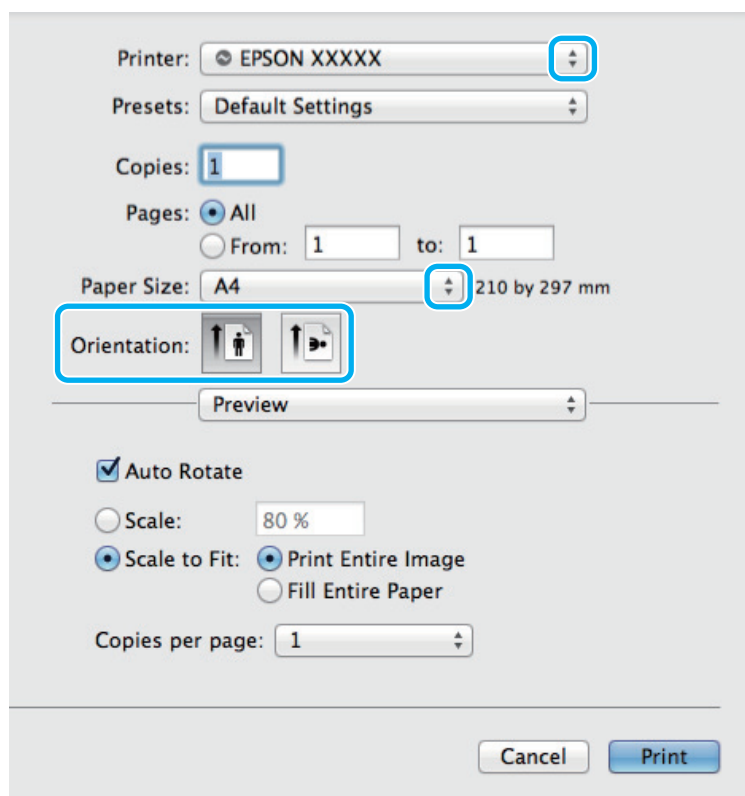 Printer: EPSON XXXXX
Presets: Default Settings
Copies: 1
Pages: All
From: 1 to: 1
Paper Size: A4 210 by 297 mm
Orientation:
Preview
Auto Rotate
Scale: 80 %
Scale to Fit: Print Entire Image
Fill Entire Paper
Copies per page: 1
Cancel Print